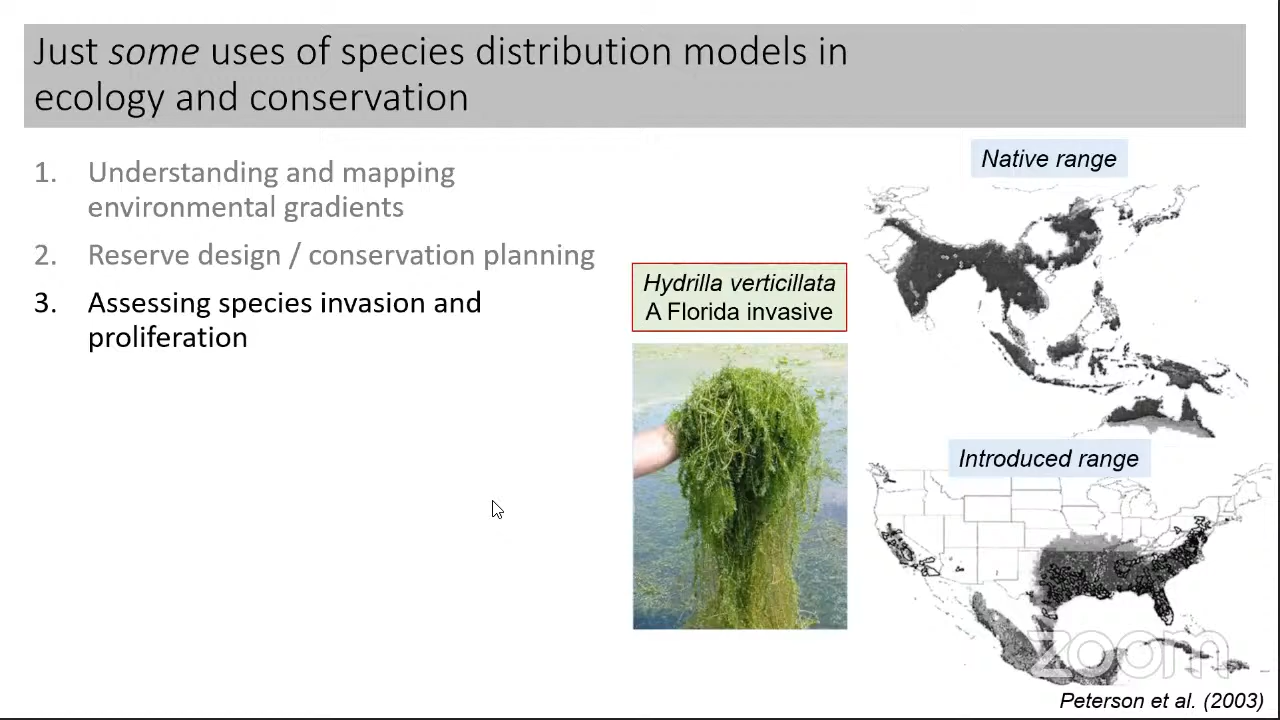 Just some uses of species distribution models in
ecology and conservation
1. Understanding and mapping
environmental gradients
2. Reserve design / conservation planning
3. Assessing species invasion and
proliferation
Hydrilla verticillata
A Florida invasive
Native range
Introduced range
zoom
Peterson et al. (2003)